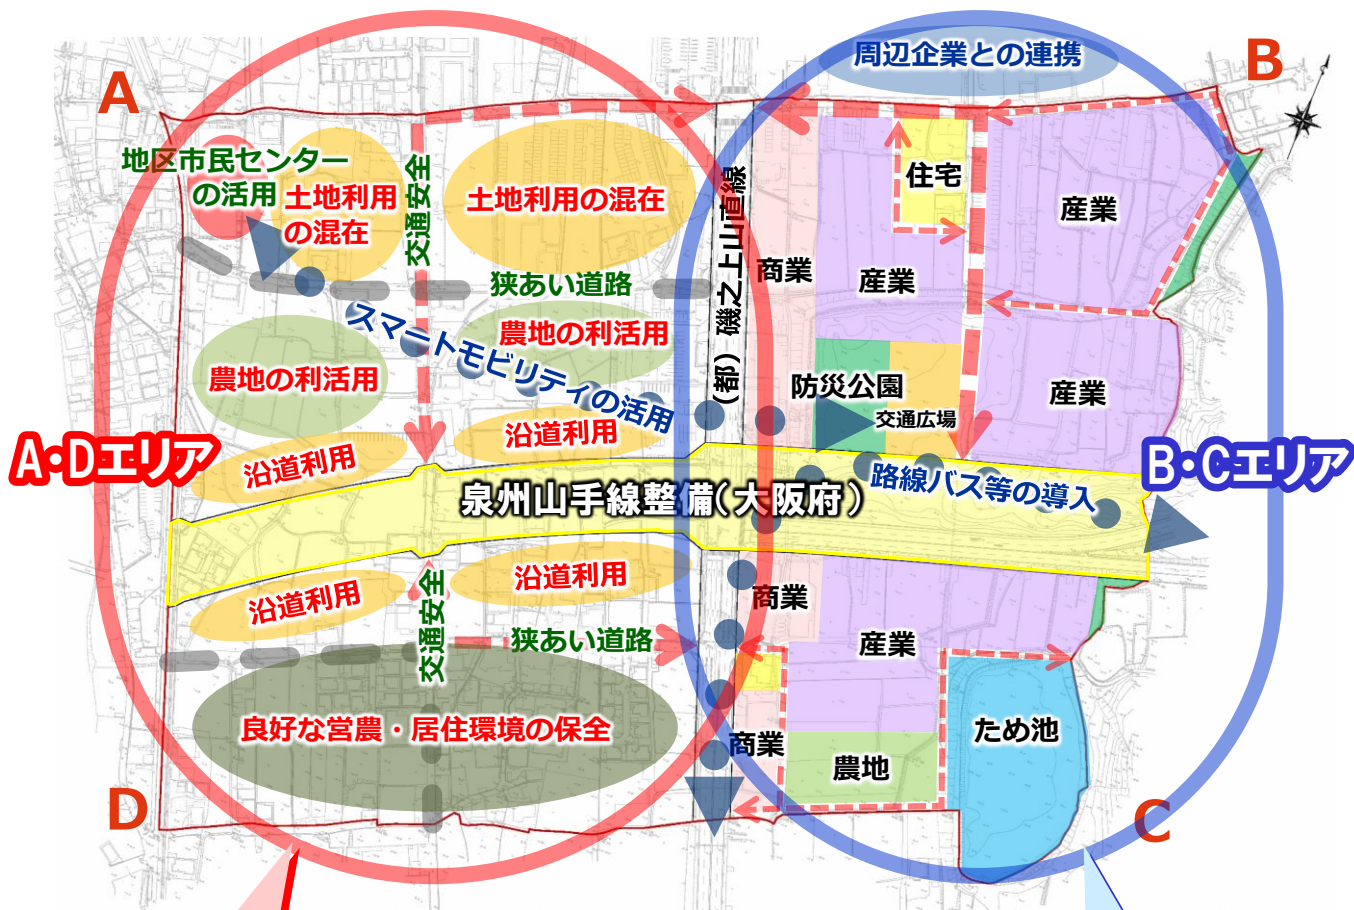 周辺企業との連携
A
B
地区市民センター
の活用
土地利用
の混在
交通安全
土地利用の混在
(都)磯之上山直線
住宅
産業
商業
産業
狭あい道路
スマートモビリティの活用
農地の利活用
農地の利活用
防災公園
交通広場
産業
沿道利用
沿道利用
A・Dエリア
B・Cエリア
路線バス等の導入
泉州山手線整備(大阪府)
沿道利用
沿道利用
交通安全
商業
産業
狭あい道路
良好な営農・居住環境の保全
商業
農地
ため池
D
C